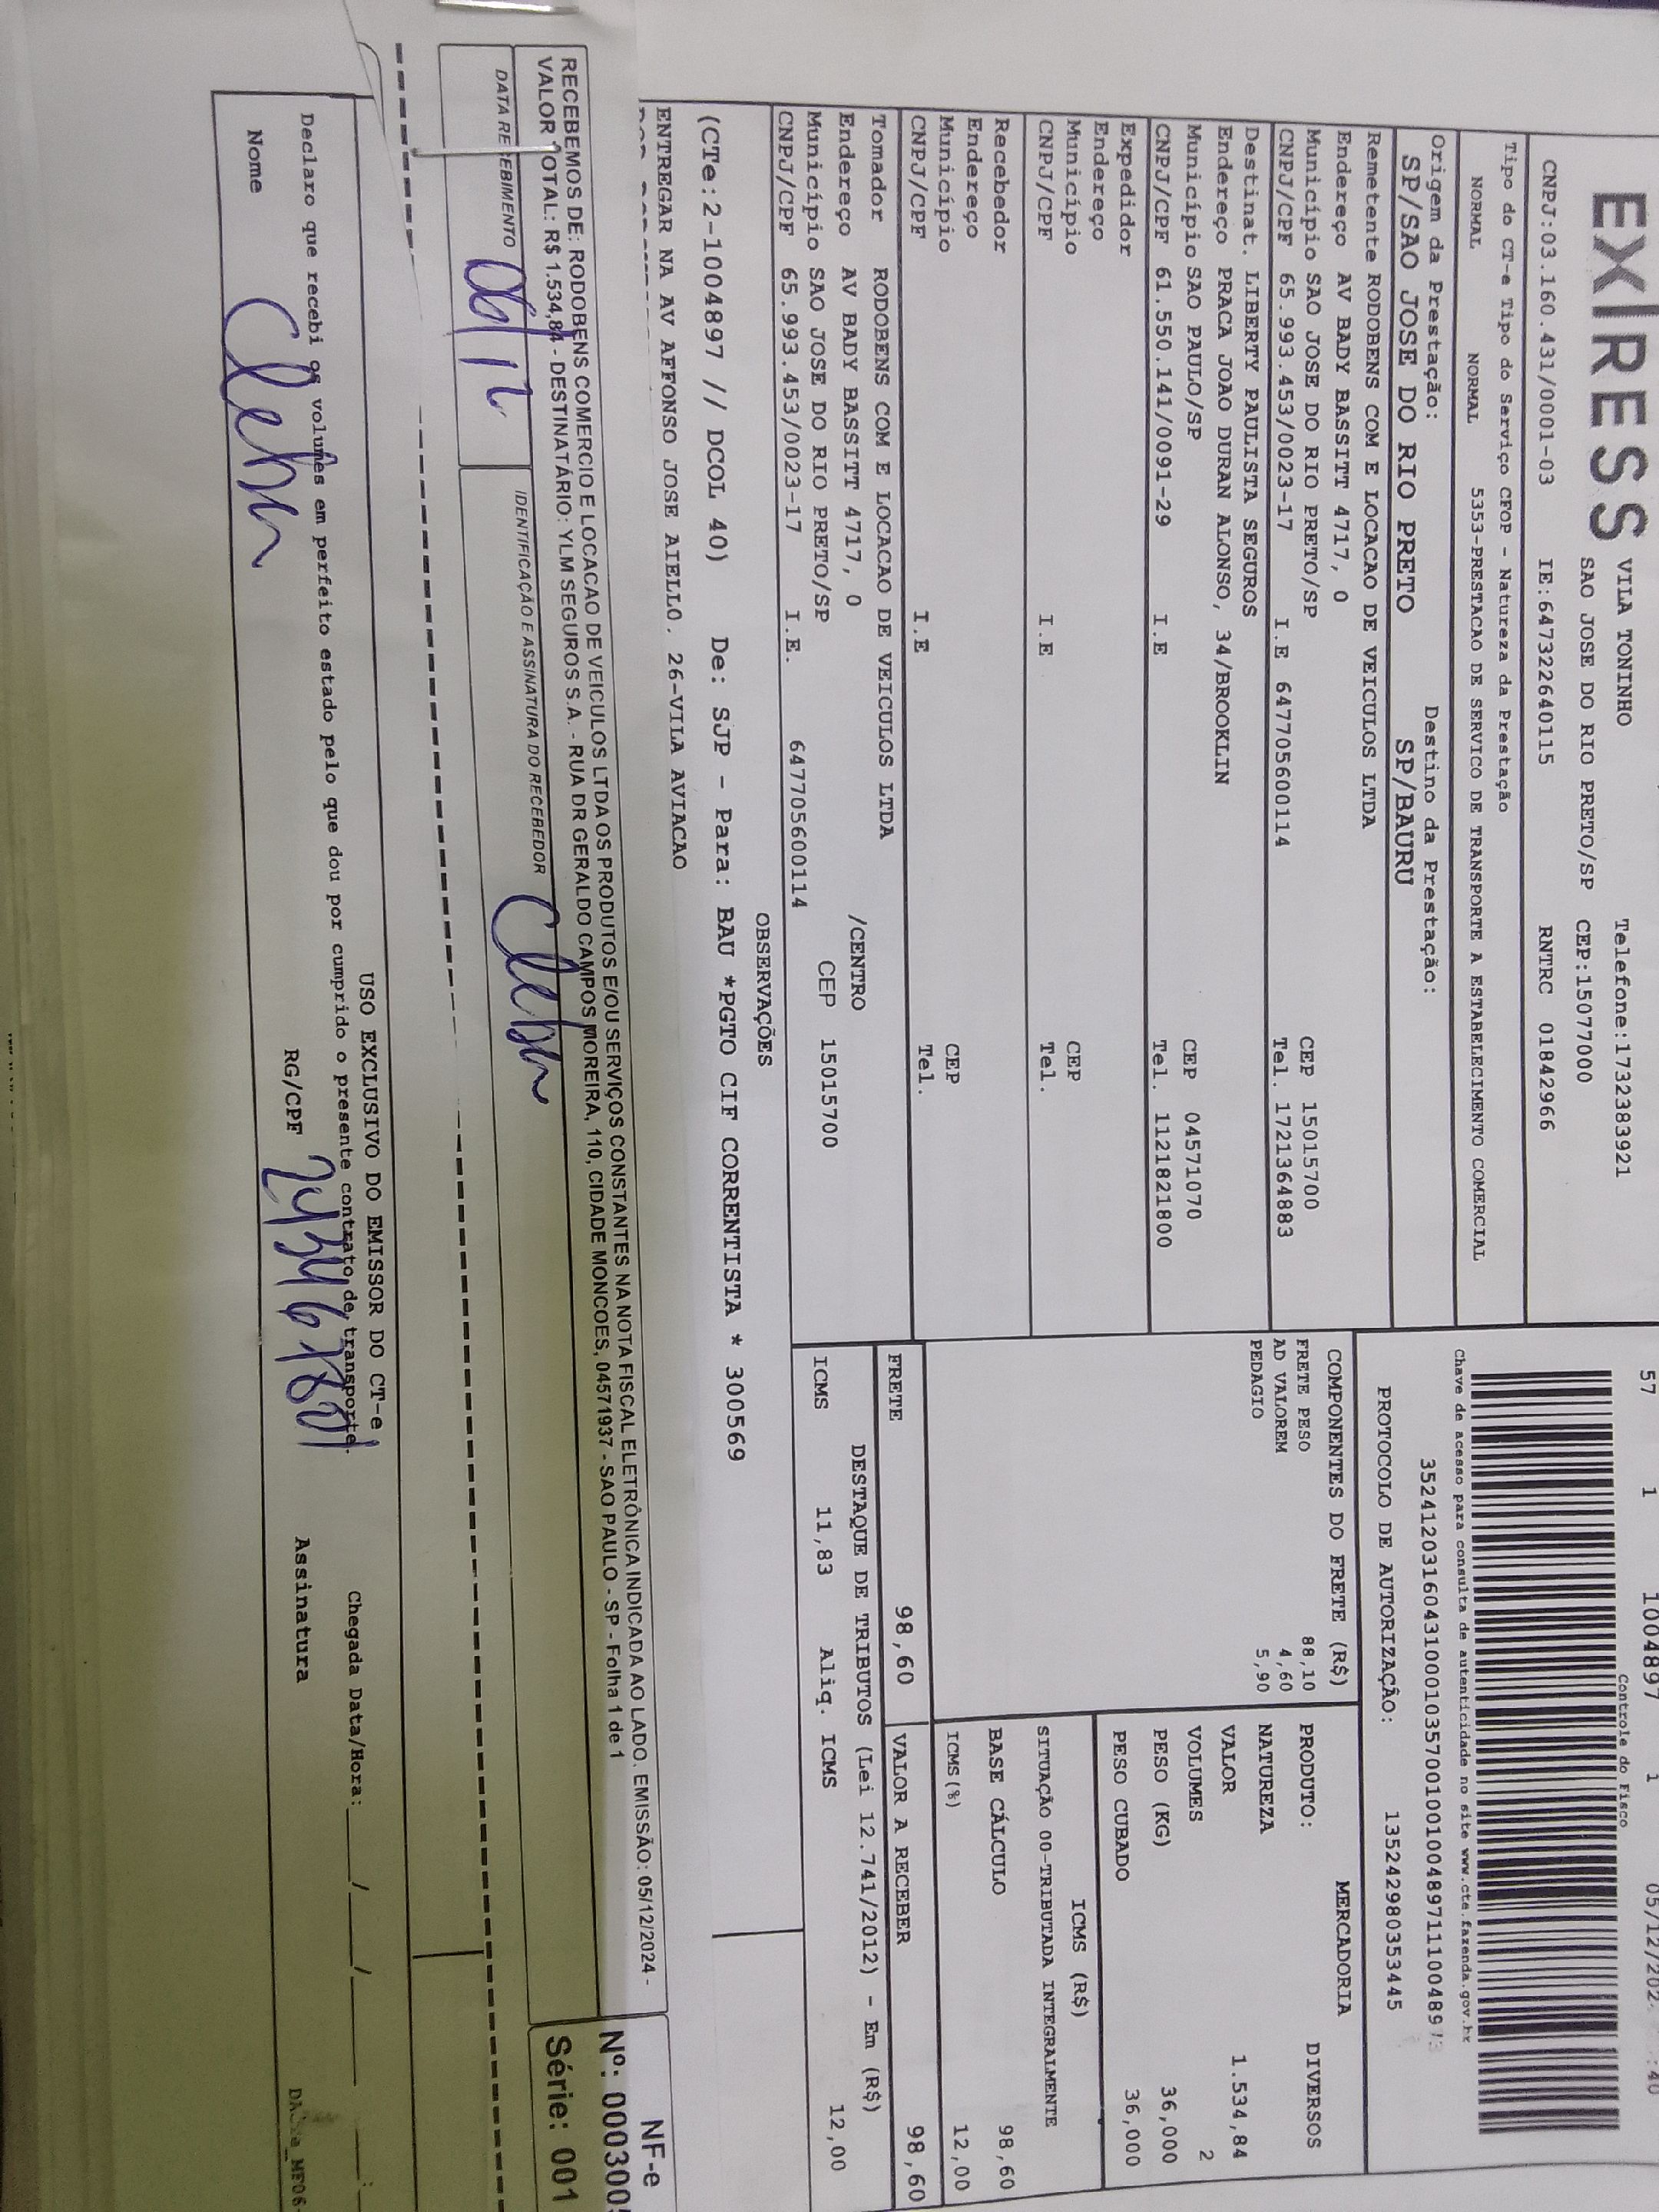 EXPRESS
VILA TONINHO Telefone:1732383921
SAO JOSE DO RIO PRETO/SP CEP:15077000
CNPJ:03.160.431/0001-03 IE:647322640115 RNTRC 01842966
57 1 1004897 1 1 05/12/202
Controle do Fisco
Chave de acesso para consulta de autenticidade no site www.cte.fazenda.gov.br
PROTOCOLO DE AUTORIZAÇÃO: 135242980353445
Tipo do CT-e Tipo do Serviço CFOP - Natureza da Prestação
NORMAL NORMAL 5353-PRESTACAO DE SERVICO DE TRANSPORTE A ESTABELECIMENTO COMERCIAL
Origem da Prestação: Destino da Prestação:
SP/SAO JOSE DO RIO PRETO SP/BAURU
Remetente RODOBENS COM E LOCACAO DE VEICULOS LTDA
Endereço AV BADY BASSITT 4717, 0
Município SAO JOSE DO RIO PRETO/SP CEP 15015700
CNPJ/CPF 65.993.453/0023-17 I.E 647705600114 Tel. 1721364883
Destinat. LIBERTY PAULISTA SEGUROS
Endereço PRACA JOAO DURAN ALONSO, 34/BROOKLIN
Município SAO PAULO/SP CEP 04571070
CNPJ/CPF 61.550.141/0091-29 I.E Tel. 1121821800
Expedidor
Endereço
Município CEP
CNPJ/CPF I.E Tel.
Recebedor
Endereço
Município CEP
CNPJ/CPF I.E Tel.
Tomador RODOBENS COM E LOCACAO DE VEICULOS LTDA
Endereço AV BADY BASSITT 4717, 0 /CENTRO
Município SAO JOSE DO RIO PRETO/SP CEP 15015700
CNPJ/CPF 65.993.453/0023-17 I.E. 647705600114
COMPONENTES DO FRETE (R$)
FRETE PESO 88,10
AD VALOREM 4,60
PEDAGIO 5,90
MERCADORIA
PRODUTO: DIVERSOS
NATUREZA
VALOR 1.534,84
VOLUMES 2
PESO (KG) 36,000
PESO CUBADO 36,000
ICMS (R$)
SITUAÇÃO 00-TRIBUTADA INTEGRALMENTE
BASE CÁLCULO 98,60
ICMS(%) 12,00
FRETE 98,60 VALOR A RECEBER 98,60
DESTAQUE DE TRIBUTOS (Lei 12.741/2012) - Em (R$)
ICMS 11,83 Aliq. ICMS 12,00
OBSERVAÇÕES
(CTe:2-1004897 // DCOL 40) De: SJP - Para: BAU *PGTO CIF CORRENTISTA * 300569
ENTREGAR NA AV AFFONSO JOSE AIELLO. 26-VILA AVIACAO
RECEBEMOS DE: RODOBENS COMERCIO E LOCACAO DE VEICULOS LTDA OS PRODUTOS E/OU SERVIÇOS CONSTANTES NA NOTA FISCAL ELETRÔNICA INDICADA AO LADO. EMISSÃO: 05/12/2024 -
VALOR TOTAL: R$ 1.534,84 - DESTINATÁRIO: YLM SEGUROS S.A. - RUA DR GERALDO CAMPOS MOREIRA, 110, CIDADE MONCOES, 04571937 - SAO PAULO - SP - Folha 1 de 1
DATA RECEBIMENTO
IDENTIFICAÇÃO E ASSINATURA DO RECEBEDOR
NF-e
Série: 001
USO EXCLUSIVO DO EMISSOR DO CT-e
Declaro que recebi os volumes em perfeito estado pelo que dou por cumprido o presente contrato de transporte.
Chegada Data/Hora:____/____/____ ____:
Nome RG/CPF Assinatura